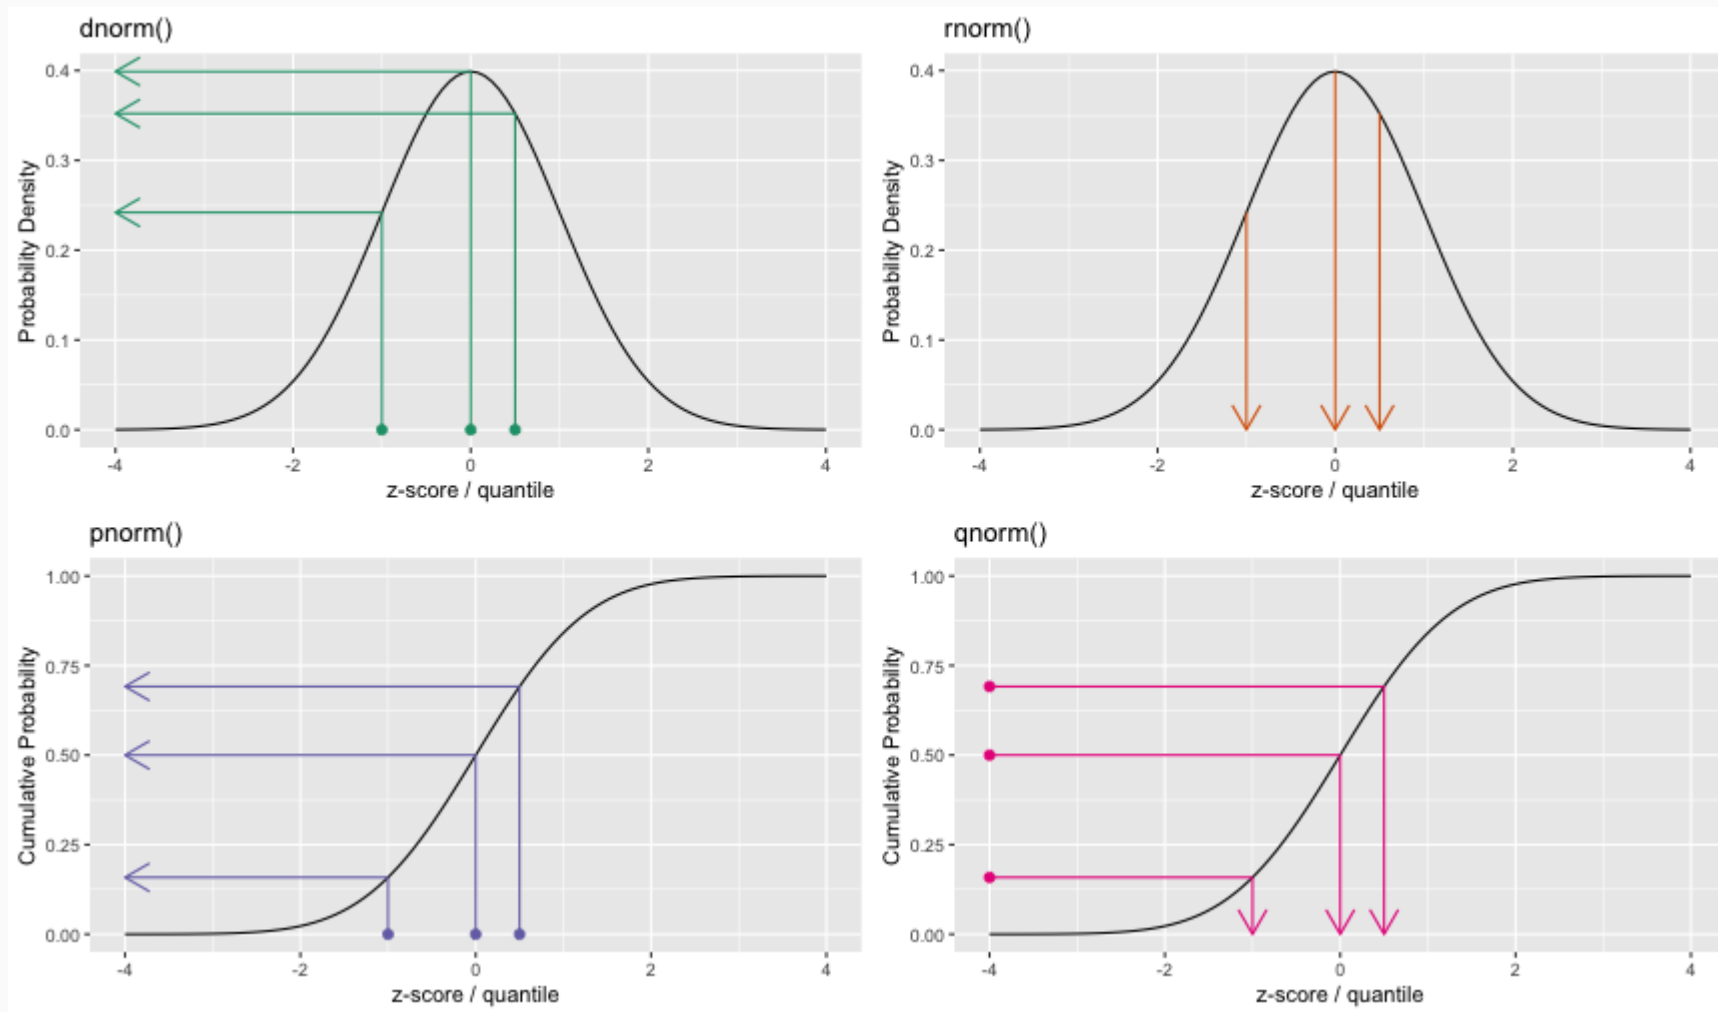 dnorm()
Probability Density
0.4
0.3
0.2
0.1
0.0
-4 -2 0 2 4
z-score / quantile
rnorm()
Probability Density
0.4
0.3
0.2
0.1
0.0
-4 -2 0 2 4
z-score / quantile
pnorm()
Cumulative Probability
1.00
0.75
0.50
0.25
0.00
-4 -2 0 2 4
z-score / quantile
qnorm()
Cumulative Probability
1.00
0.75
0.50
0.25
0.00
-4 -2 0 2 4
z-score / quantile